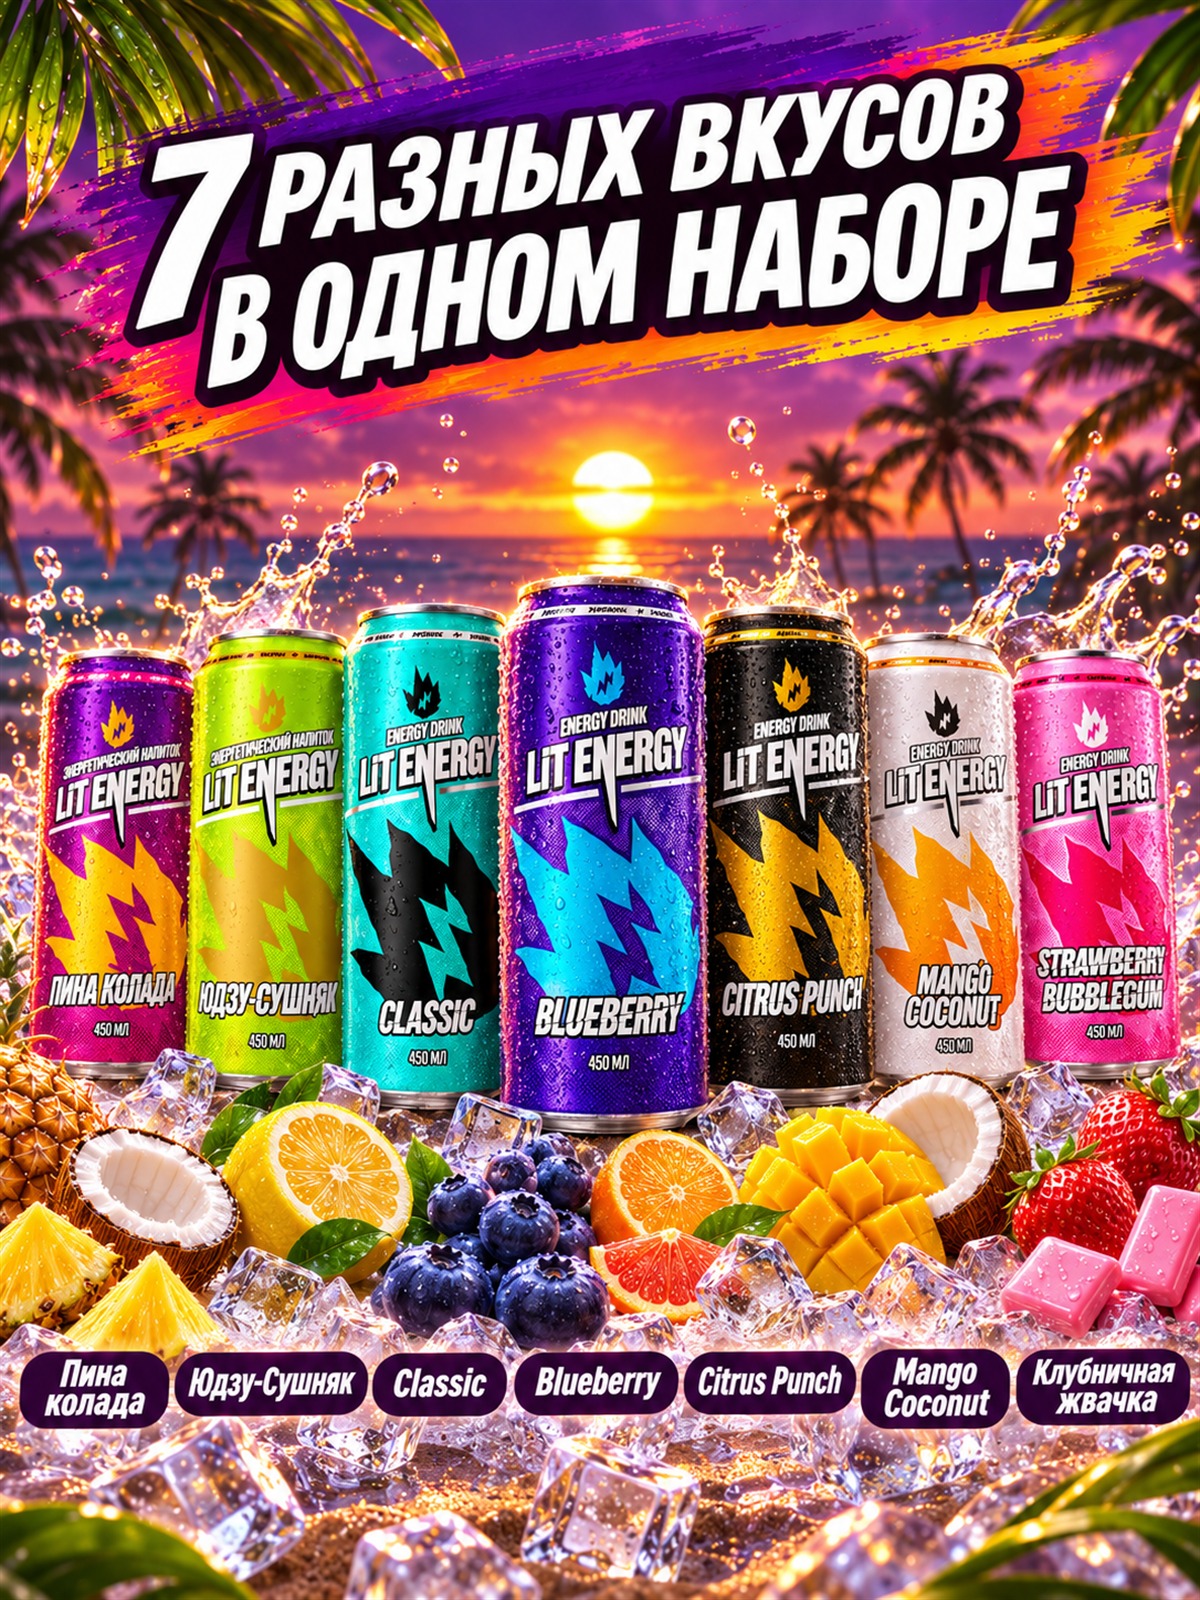 7 РАЗНЫХ ВКУСОВ
В ОДНОМ НАБОРЕ
ЭНЕРГЕТИЧЕСКИЙ НАПИТОК
LIT ENERGY
ПИНА КОЛАДА
450 МЛ
ЭНЕРГЕТИЧЕСКИЙ НАПИТОК
LIT ENERGY
ЮДЗУ-СУШНЯК
450 МЛ
ENERGY DRINK
LIT ENERGY
CLASSIC
450 МЛ
ENERGY DRINK
LIT ENERGY
BLUEBERRY
450 МЛ
ENERGY DRINK
LIT ENERGY
CITRUS PUNCH
450 МЛ
ENERGY DRINK
LIT ENERGY
MANGO
COCONUT
450 МЛ
ENERGY DRINK
LIT ENERGY
STRAWBERRY
BUBBLEGUM
450 МЛ
Пина
колада
Юдзу-Сушняк
Classic
Blueberry
Citrus Punch
Mango
Coconut
Клубничная
жвачка